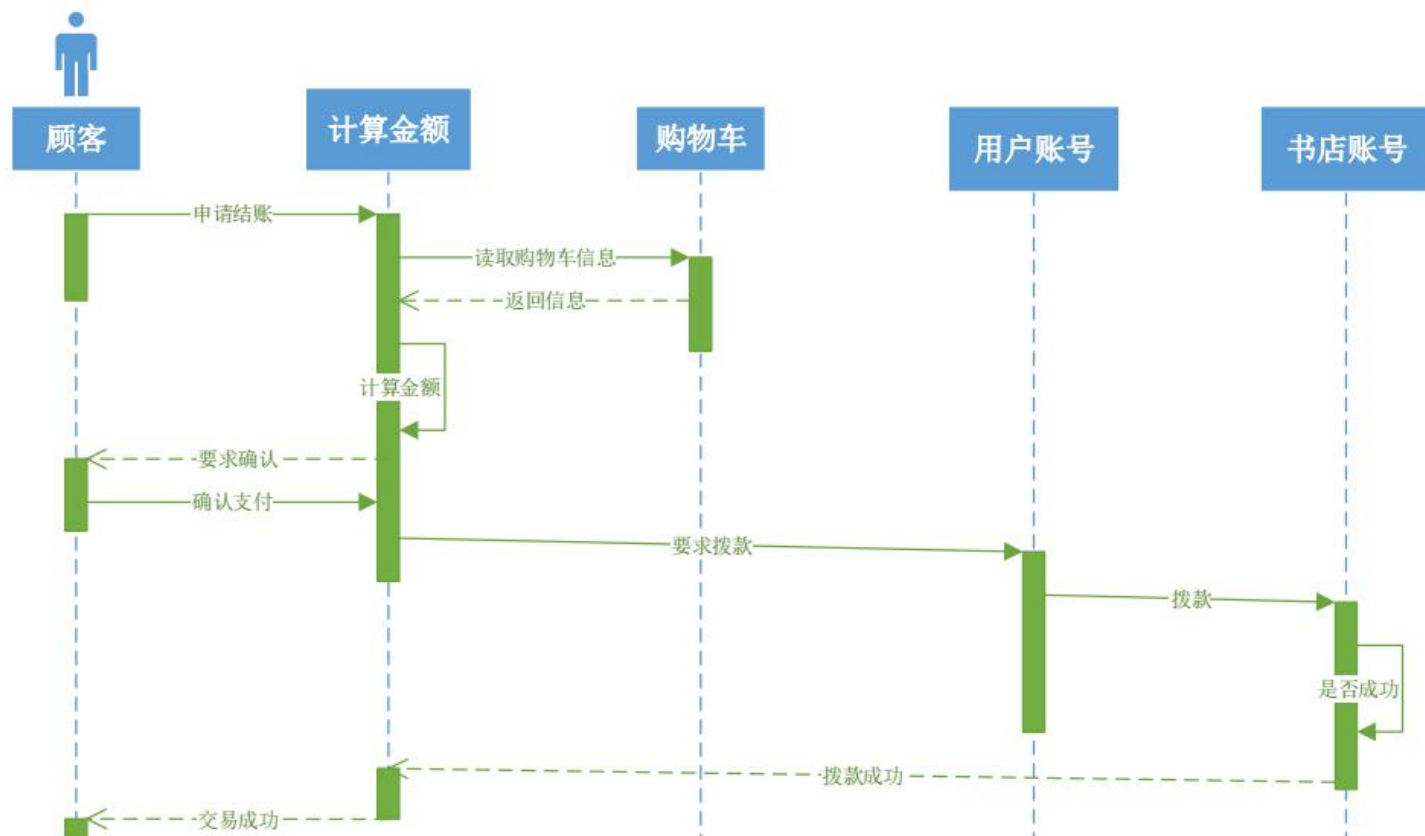 顾客
计算金额
购物车
用户账号
书店账号
申请结账
读取购物车信息
返回信息
计算金额
要求确认
确认支付
要求拨款
拨款
是否成功
拨款成功
交易成功